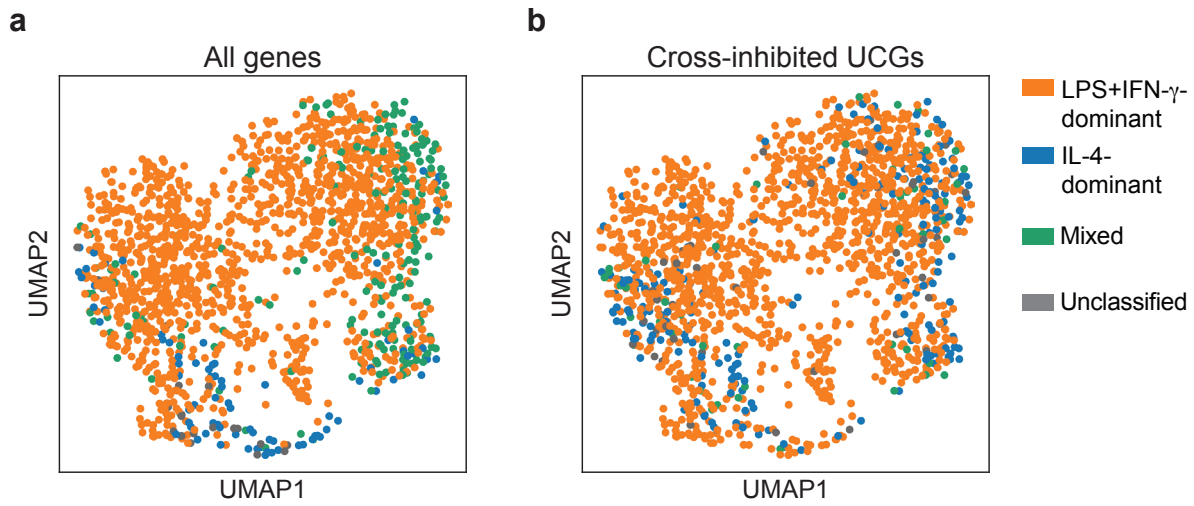 a
b
All genes
Cross-inhibited UCGs
UMAP2
UMAP1
UMAP2
UMAP1
LPS+IFN-γ-
dominant
IL-4-
dominant
Mixed
Unclassified